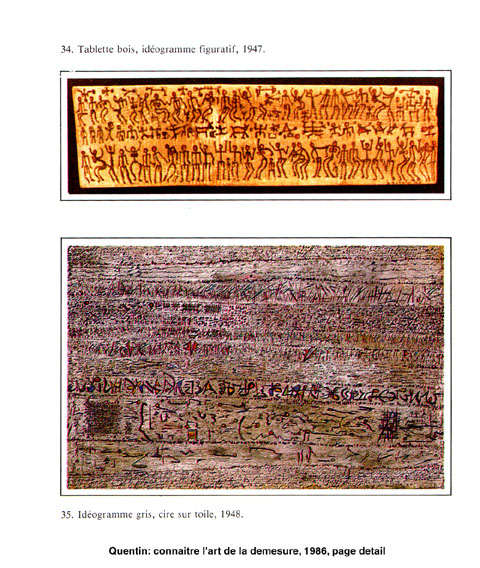 34. Tablette bois, idéogramme figuratif, 1947.
35. Idéogramme gris, cire sur toile, 1948.
Quentin: connaitre l'art de la demesure, 1986, page detail